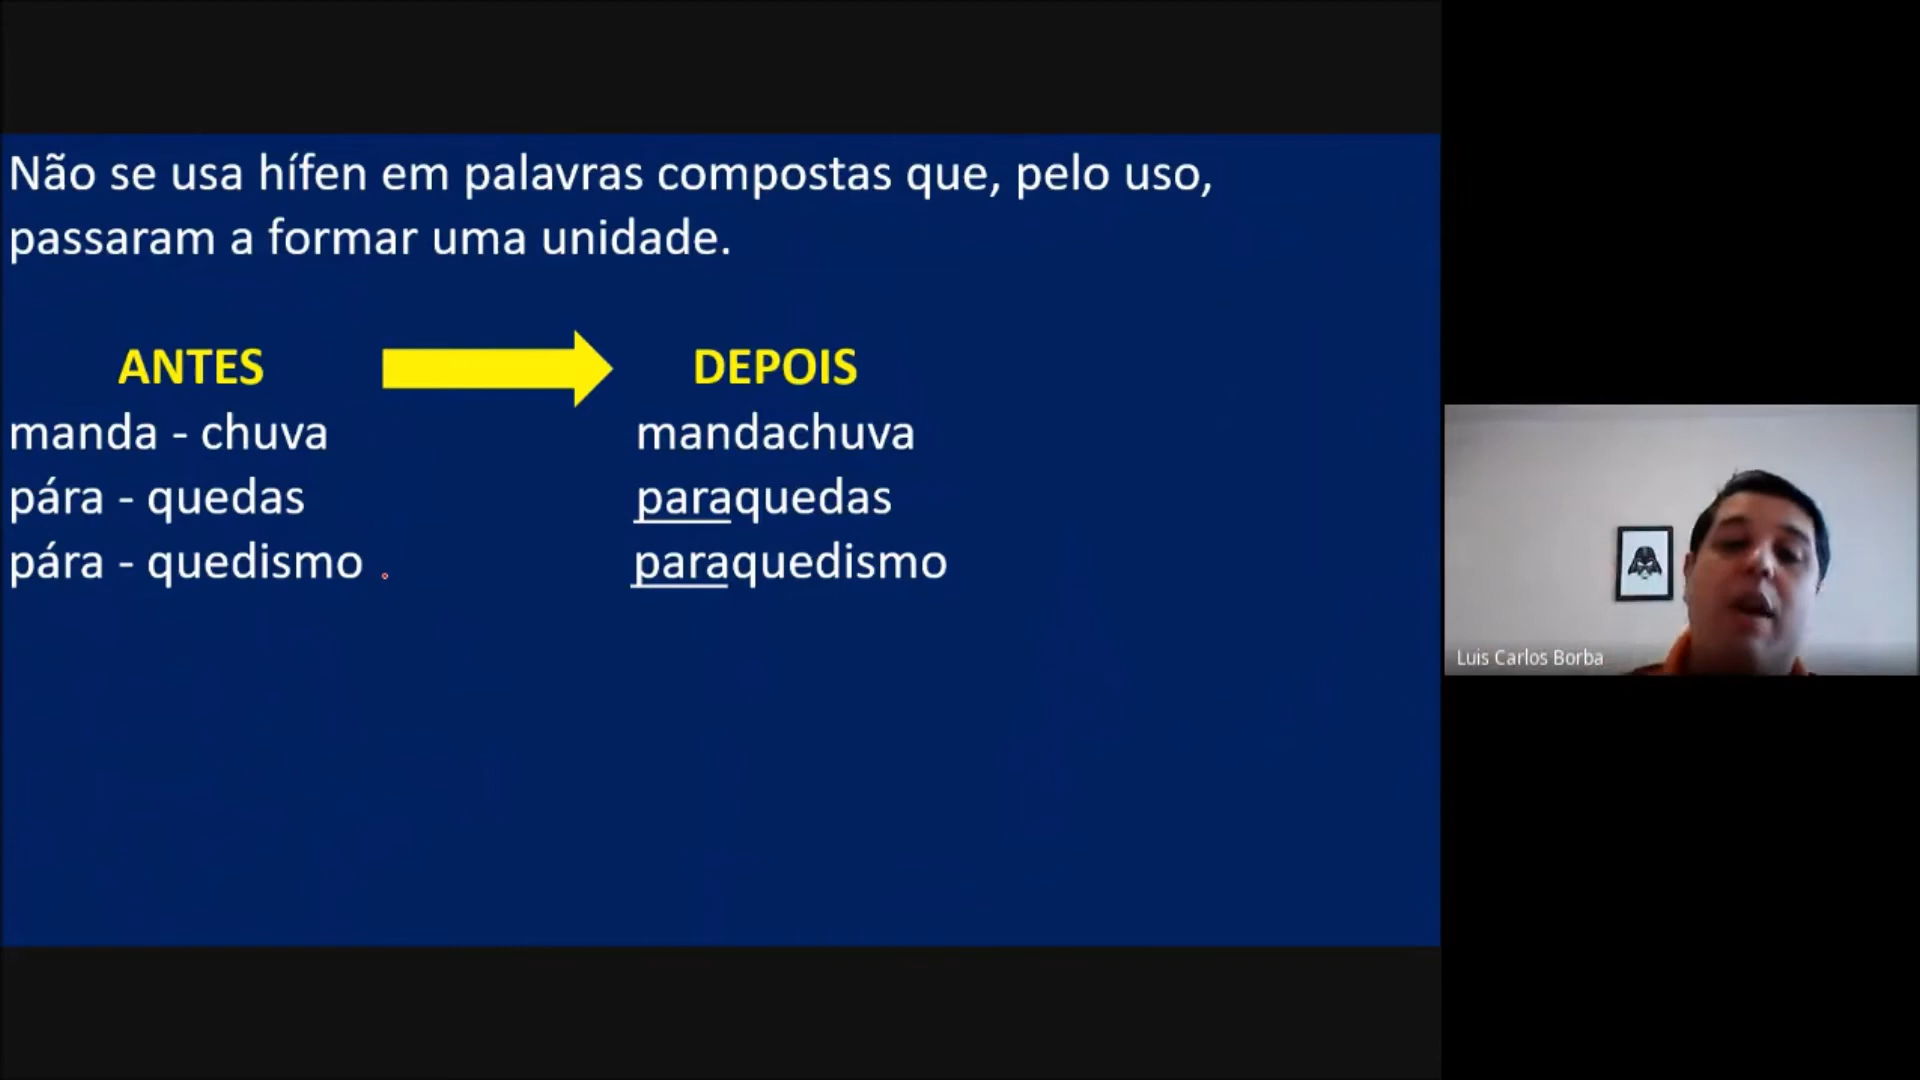 Não se usa hífen em palavras compostas que, pelo uso,
passaram a formar uma unidade.
ANTES DEPOIS
manda - chuva mandachuva
pára - quedas paraquedas
pára - quedismo paraquedismo
Luis Carlos Borba